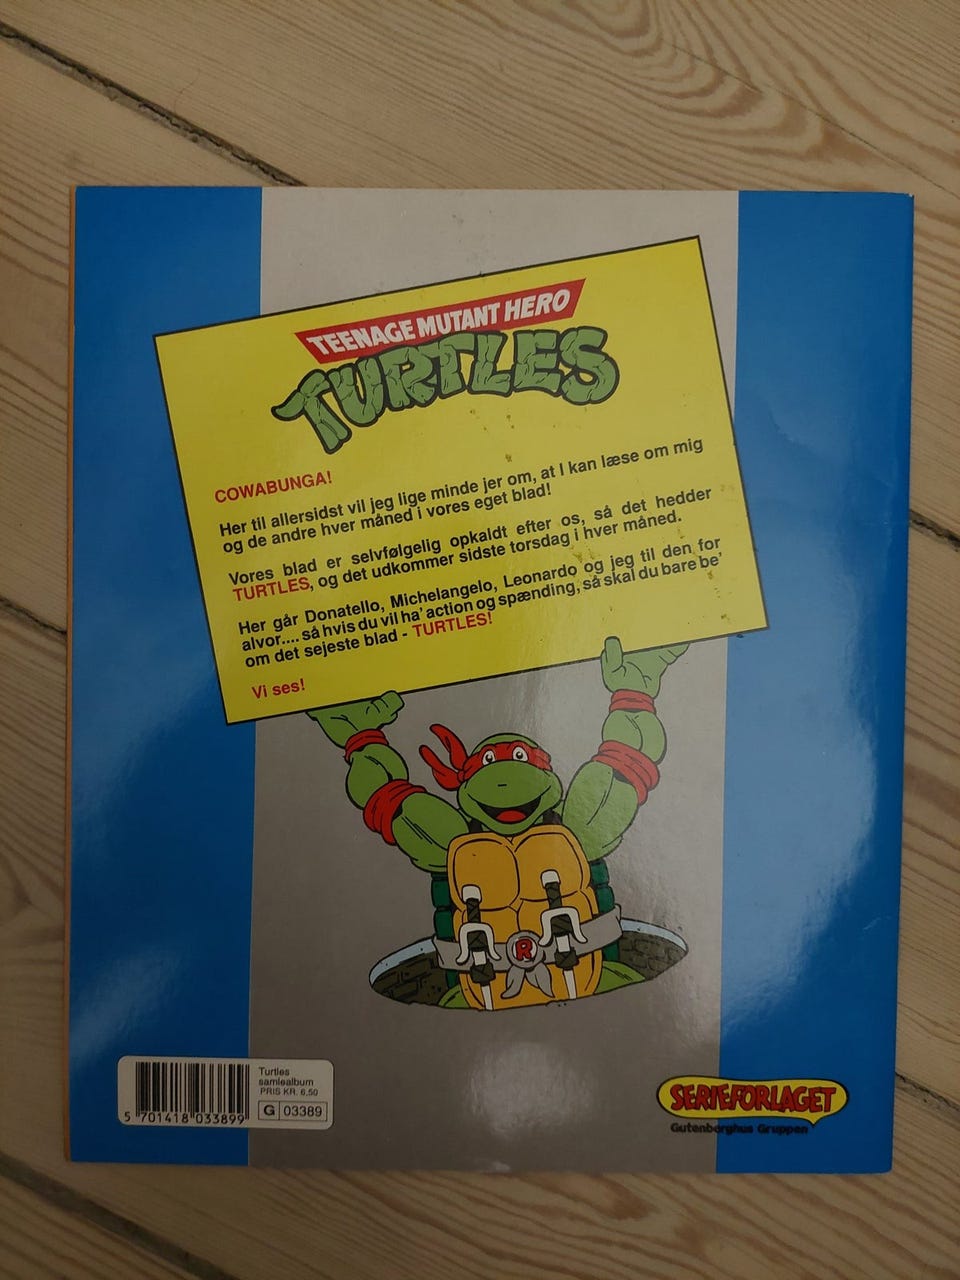 TEENAGE MUTANT HERO
TURTLES
COWABUNGA!
Her til allersidst vil jeg lige minde jer om, at I kan læse om mig
og de andre hver måned i vores eget blad!
Vores blad er selvfølgelig opkaldt efter os, så det hedder
TURTLES, og det udkommer sidste torsdag i hver måned.
Her går Donatello, Michelangelo, Leonardo og jeg til den for
alvor.... så hvis du vil ha' action og spænding, så skal du bare be'
om det sejeste blad - TURTLES!
Vi ses!
R
Turtles
samlealbum
PRIS KR. 6,50
G 03389
5 701418 033899
SERIEFORLAGET
Gutenberghus Gruppen